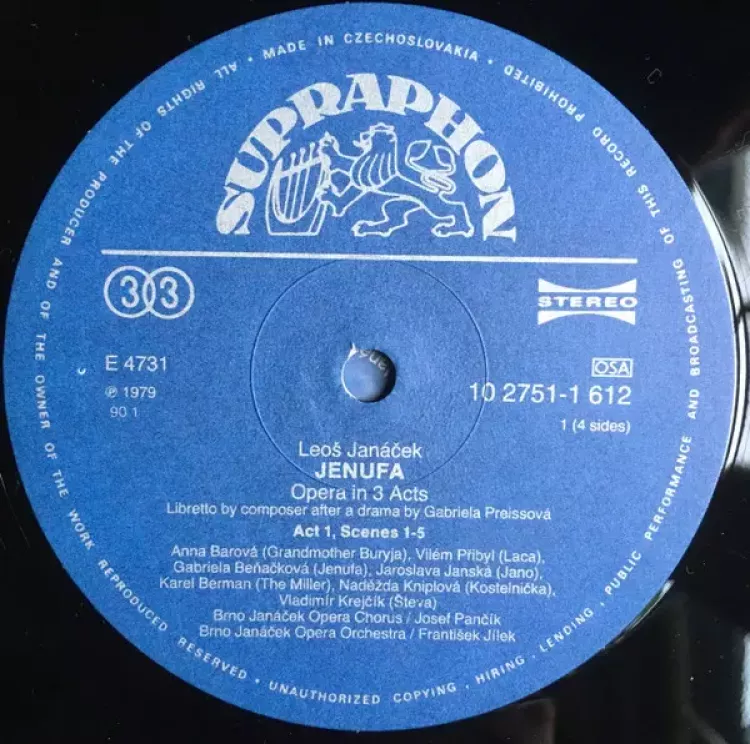 MADE IN CZECHOSLOVAKIA • ALL RIGHTS OF THE PRODUCER AND OF THE OWNER OF THE WORK REPRODUCED RESERVED • UNAUTHORIZED COPYING, HIRING, LENDING, PUBLIC PERFORMANCE AND BROADCASTING OF THIS RECORD PROHIBITED •
SUPRAPHON
33
STEREO
E 4731
℗ 1979
90 1
OSA
10 2751-1 612
1 (4 sides)
Leoš Janáček
JENUFA
Opera in 3 Acts
Libretto by composer after a drama by Gabriela Preissová
Act 1, Scenes 1-5
Anna Barová (Grandmother Buryja), Vilém Přibyl (Laca),
Gabriela Beňačková (Jenufa), Jaroslava Janská (Jano),
Karel Berman (The Miller), Naděžda Kniplová (Kostelnička),
Vladimír Krejčík (Števa)
Brno Janáček Opera Chorus / Josef Pančík
Brno Janáček Opera Orchestra / František Jílek